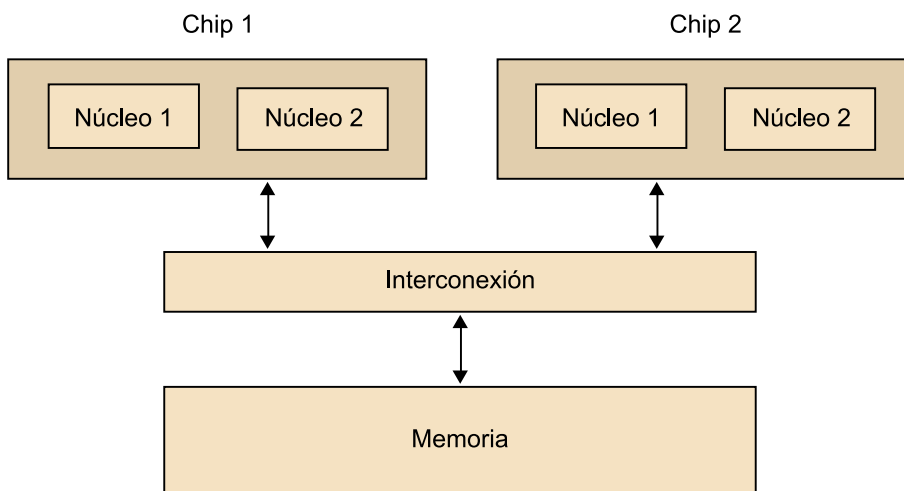 Chip 1
Chip 2
Núcleo 1
Núcleo 2
Núcleo 1
Núcleo 2
Interconexión
Memoria